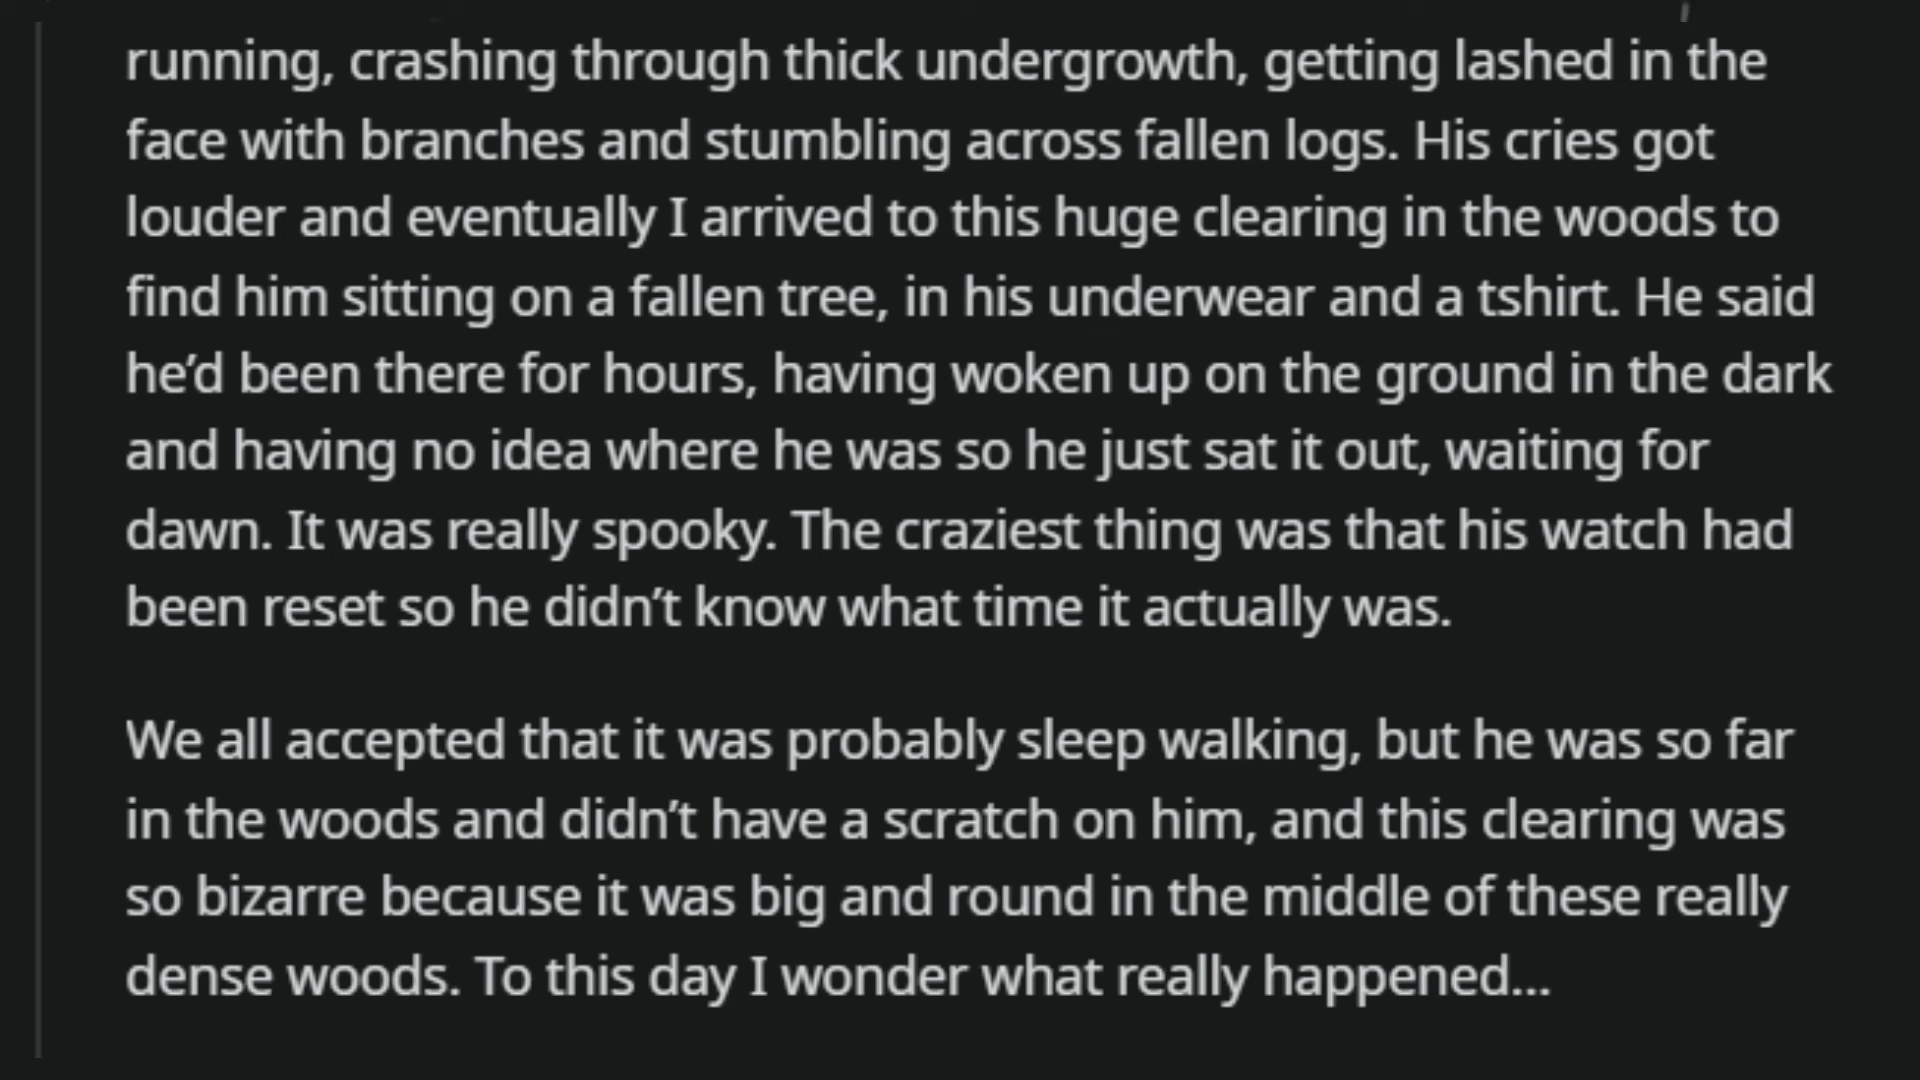 running, crashing through thick undergrowth, getting lashed in the
face with branches and stumbling across fallen logs. His cries got
louder and eventually I arrived to this huge clearing in the woods to
find him sitting on a fallen tree, in his underwear and a tshirt. He said
he’d been there for hours, having woken up on the ground in the dark
and having no idea where he was so he just sat it out, waiting for
dawn. It was really spooky. The craziest thing was that his watch had
been reset so he didn’t know what time it actually was.
We all accepted that it was probably sleep walking, but he was so far
in the woods and didn’t have a scratch on him, and this clearing was
so bizarre because it was big and round in the middle of these really
dense woods. To this day I wonder what really happened...